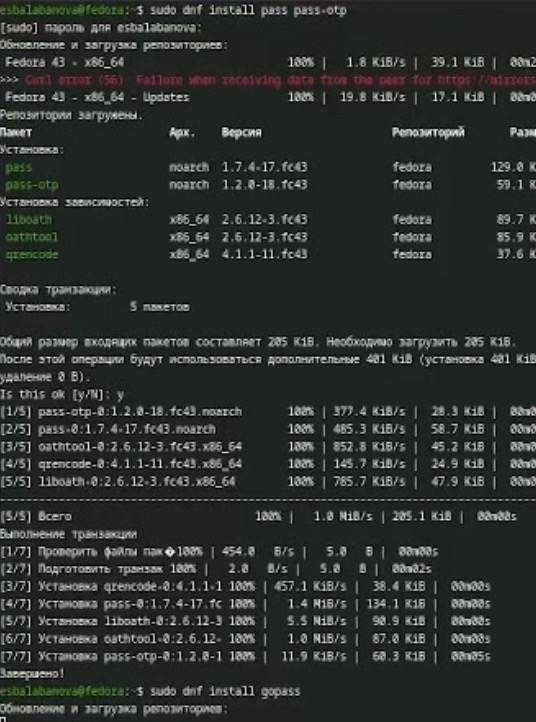 esbalabanova@fedora:~$ sudo dnf install pass pass-otp
[sudo] пароль для esbalabanova:
Обновление и загрузка репозиториев:
Fedora 43 - x86_64 100% | 1.8 KiB/s | 39.1 KiB | 00m2
>>> Curl error (56) Failure when receiving data from the peer for https://mirrors
Fedora 43 - x86_64 - Updates 100% | 19.8 KiB/s | 17.1 KiB | 00m0
Репозитории загружены.
Пакет Арх. Версия Репозиторий Разм
Установка:
pass noarch 1.7.4-17.fc43 fedora 129.0 K
pass-otp noarch 1.2.0-18.fc43 fedora 59.1 K
Установка зависимостей:
liboath x86_64 2.6.12-3.fc43 fedora 89.7 K
oathtool x86_64 2.6.12-3.fc43 fedora 85.9 K
qrencode x86_64 4.1.1-11.fc43 fedora 37.6 K
Сводка транзакции:
Установка: 5 пакетов
Общий размер входящих пакетов составляет 205 KiB. Необходимо загрузить 205 KiB.
После этой операции будут использоваться дополнительные 401 KiB (установка 401 KiB
удаление 0 B).
Is this ok [y/N]: y
[1/5] pass-otp-0:1.2.0-18.fc43.noarch 100% | 377.4 KiB/s | 28.3 KiB | 00m0
[2/5] pass-0:1.7.4-17.fc43.noarch 100% | 485.3 KiB/s | 58.7 KiB | 00m0
[3/5] oathtool-0:2.6.12-3.fc43.x86_64 100% | 852.8 KiB/s | 45.2 KiB | 00m0
[4/5] qrencode-0:4.1.1-11.fc43.x86_64 100% | 145.7 KiB/s | 24.9 KiB | 00m0
[5/5] liboath-0:2.6.12-3.fc43.x86_64 100% | 785.7 KiB/s | 47.9 KiB | 00m0
[5/5] Всего 100% | 1.0 MiB/s | 205.1 KiB | 00m00s
Выполнение транзакции
[1/7] Проверить файлы пак�100% | 454.0 B/s | 5.0 B | 00m00s
[2/7] Подготовить транзак 100% | 2.0 B/s | 5.0 B | 00m02s
[3/7] Установка qrencode-0:4.1.1-1 100% | 457.1 KiB/s | 38.4 KiB | 00m00s
[4/7] Установка pass-0:1.7.4-17.fc 100% | 1.4 MiB/s | 134.1 KiB | 00m00s
[5/7] Установка liboath-0:2.6.12-3 100% | 5.5 MiB/s | 90.9 KiB | 00m00s
[6/7] Установка oathtool-0:2.6.12- 100% | 1.0 MiB/s | 87.0 KiB | 00m00s
[7/7] Установка pass-otp-0:1.2.0-1 100% | 11.9 KiB/s | 60.3 KiB | 00m05s
Завершено!
esbalabanova@fedora:~$ sudo dnf install gopass
Обновление и загрузка репозиториев: